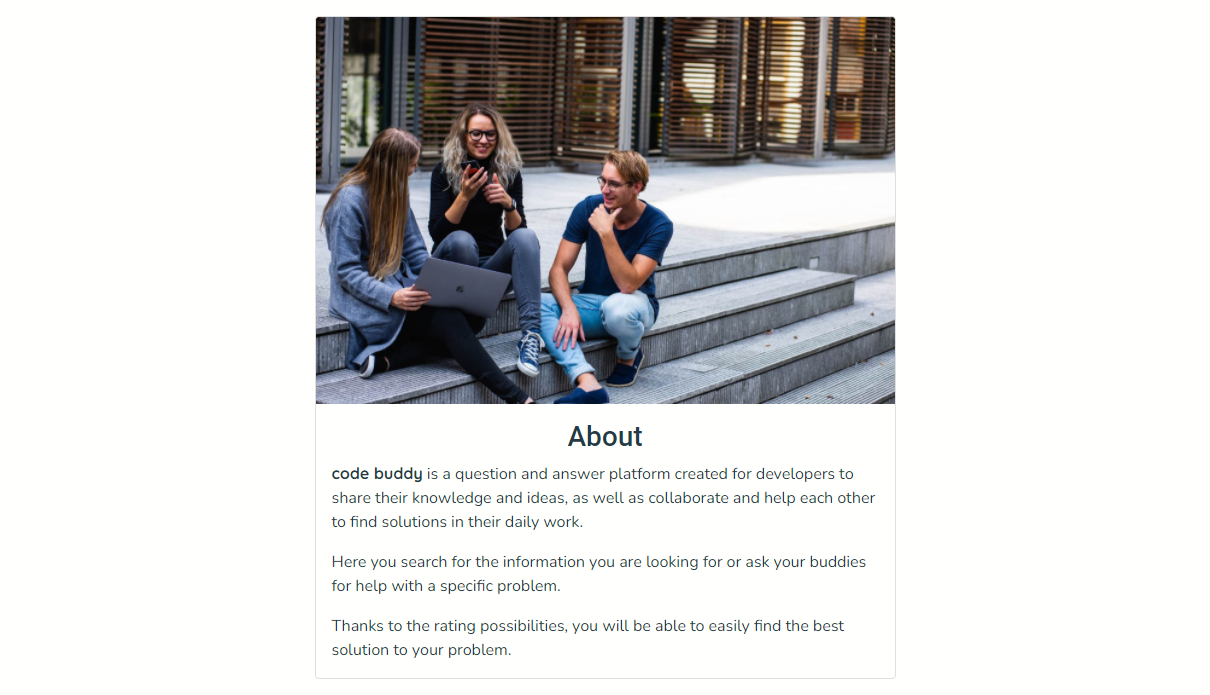 About
code buddy is a question and answer platform created for developers to
share their knowledge and ideas, as well as collaborate and help each other
to find solutions in their daily work.
Here you search for the information you are looking for or ask your buddies
for help with a specific problem.
Thanks to the rating possibilities, you will be able to easily find the best
solution to your problem.